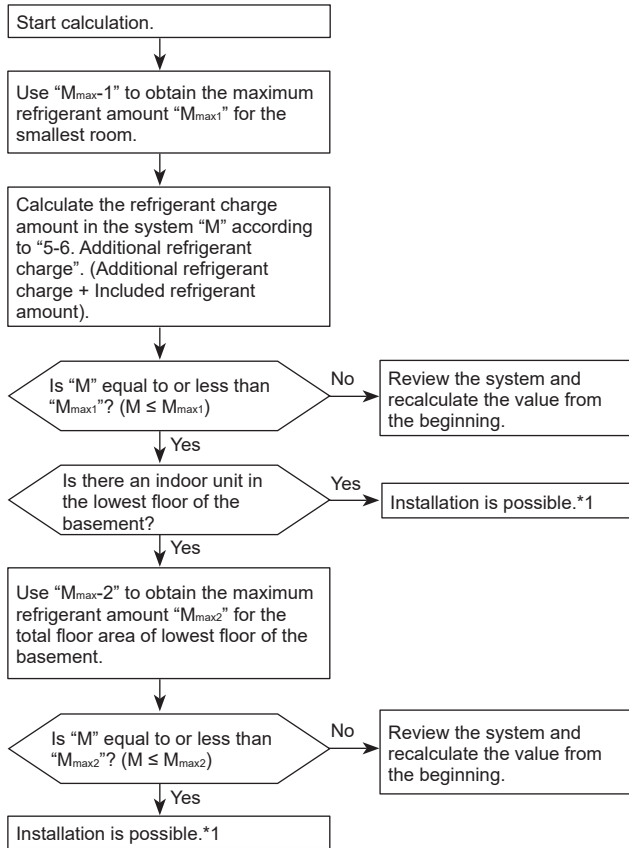 Start calculation.
Use “Mmax-1” to obtain the maximum
refrigerant amount “Mmax1” for the
smallest room.
Calculate the refrigerant charge
amount in the system “M” according
to “5-6. Additional refrigerant
charge”. (Additional refrigerant
charge + Included refrigerant
amount).
Is “M” equal to or less than
“Mmax1”? (M ≤ Mmax1)
No
Review the system and
recalculate the value from
the beginning.
Yes
Is there an indoor unit in
the lowest floor of the
basement?
Yes
Installation is possible.*1
Yes
Use “Mmax-2” to obtain the maximum
refrigerant amount “Mmax2” for the
total floor area of lowest floor of the
basement.
Is “M” equal to or less than
“Mmax2”? (M ≤ Mmax2)
No
Review the system and
recalculate the value from
the beginning.
Yes
Installation is possible.*1